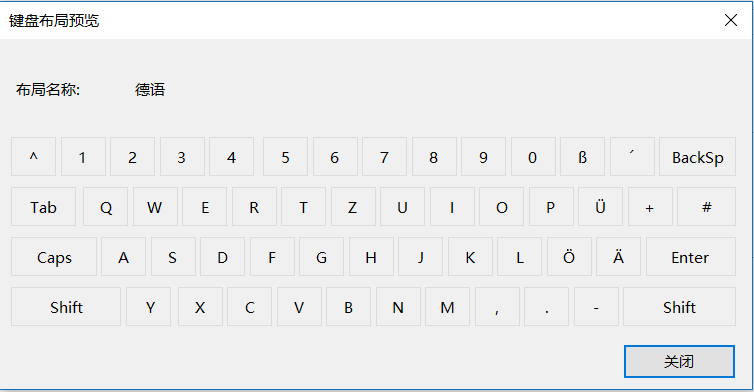 键盘布局预览
布局名称: 德语
^ 1 2 3 4 5 6 7 8 9 0 ß ´ BackSp
Tab Q W E R T Z U I O P Ü + #
Caps A S D F G H J K L Ö Ä Enter
Shift Y X C V B N M , . - Shift
关闭